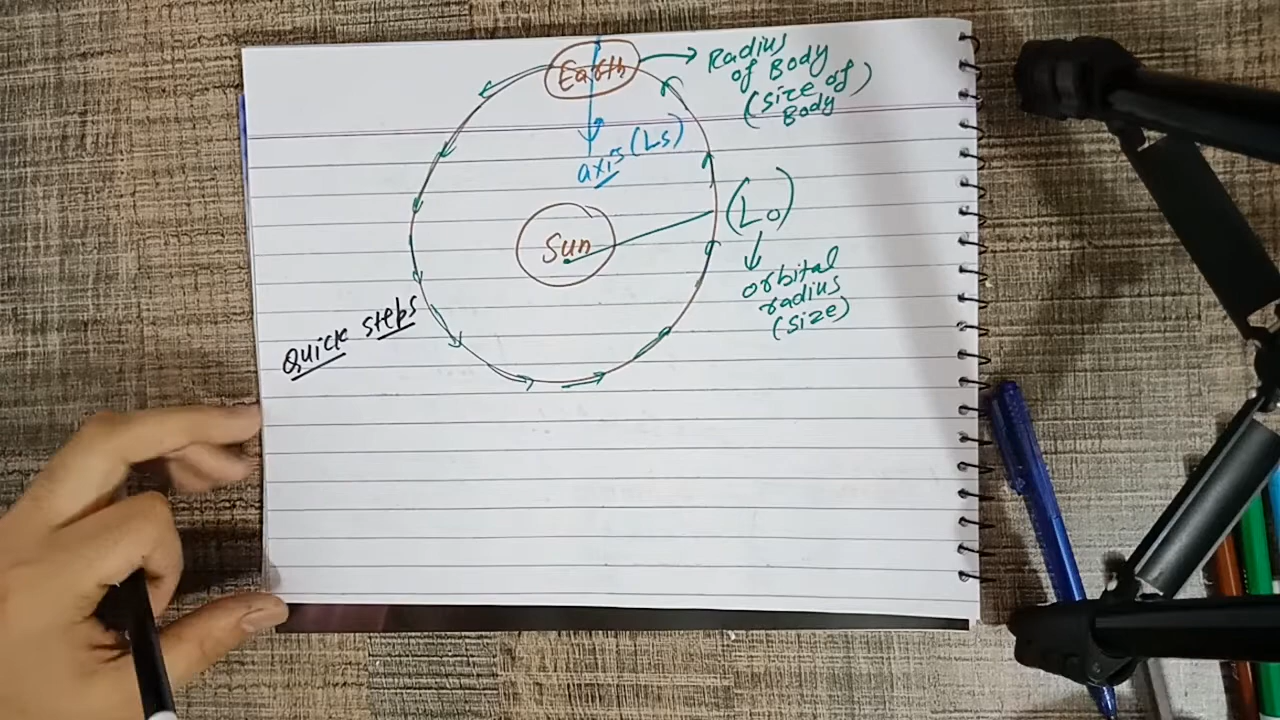 Earth
Radius
of Body
(size of
Body)
axis (Ls)
(Lo)
Sun
orbital
radius
(size)
Quick steps